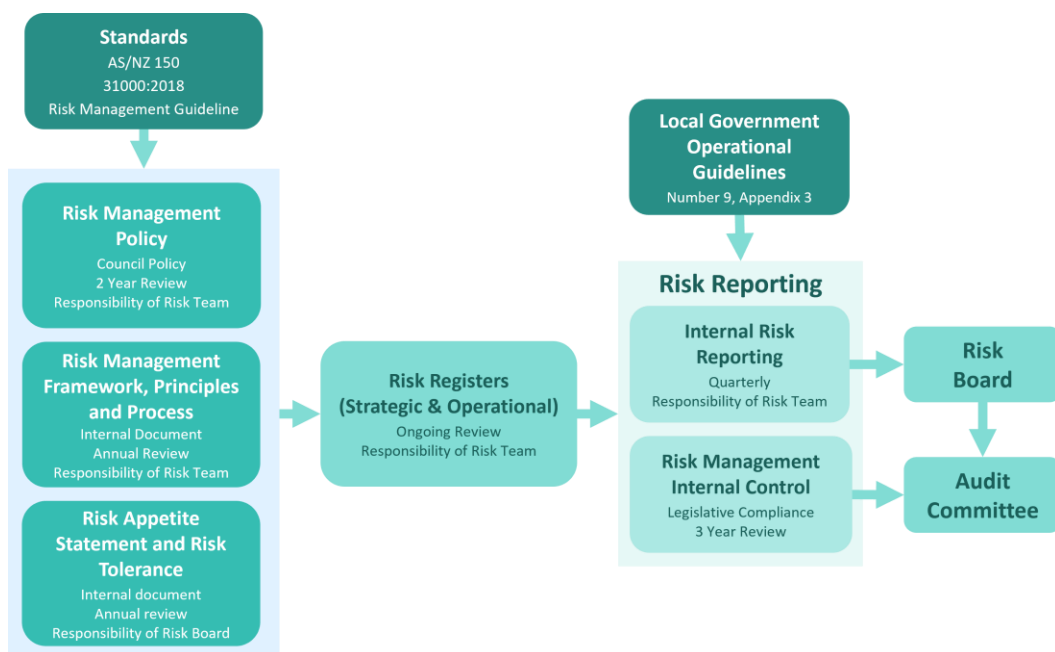 Standards
AS/NZ 150
31000:2018
Risk Management Guideline
Risk Management
Policy
Council Policy
2 Year Review
Responsibility of Risk Team
Risk Management
Framework, Principles
and Process
Internal Document
Annual Review
Responsibility of Risk Team
Risk Appetite
Statement and Risk
Tolerance
Internal document
Annual review
Responsibility of Risk Board
Risk Registers
(Strategic & Operational)
Ongoing Review
Responsibility of Risk Team
Local Government
Operational
Guidelines
Number 9, Appendix 3
Risk Reporting
Internal Risk
Reporting
Quarterly
Responsibility of Risk Team
Risk Management
Internal Control
Legislative Compliance
3 Year Review
Risk
Board
Audit
Committee